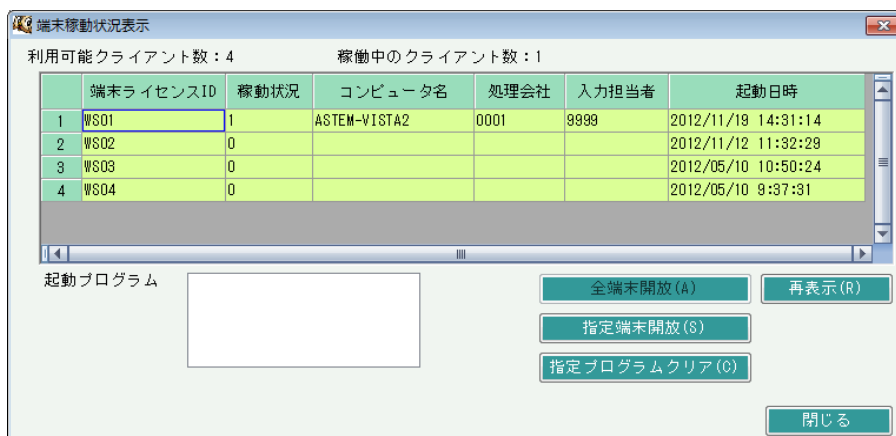 端末稼動状況表示
利用可能クライアント数:4 稼働中のクライアント数:1
端末ライセンスID 稼動状況 コンピュータ名 処理会社 入力担当者 起動日時
1 WS01 1 ASTEM-VISTA2 0001 9999 2012/11/19 14:31:14
2 WS02 0 2012/11/12 11:32:29
3 WS03 0 2012/05/10 10:50:24
4 WS04 0 2012/05/10 9:37:31
起動プログラム
全端末開放(A) 再表示(R)
指定端末開放(S)
指定プログラムクリア(C)
閉じる